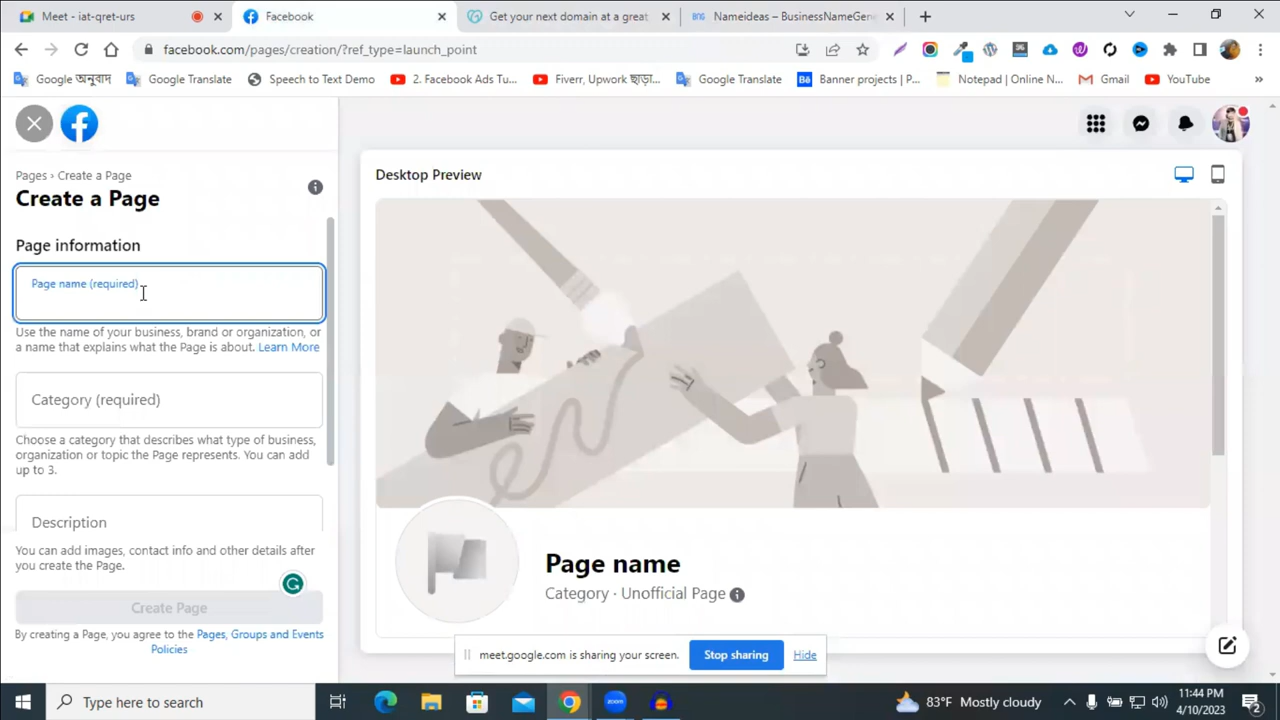 Meet - iat-qret-urs
Facebook
Get your next domain at a great
Nameideas – BusinessNameGene
facebook.com/pages/creation/?ref_type=launch_point
Google অনুবাদ
Google Translate
Speech to Text Demo
2. Facebook Ads Tu...
Fiverr, Upwork ছাড়া...
Google Translate
Banner projects | P...
Notepad | Online N...
Gmail
YouTube
Pages › Create a Page
Create a Page
Page information
Page name (required)
Use the name of your business, brand or organization, or
a name that explains what the Page is about. Learn More
Category (required)
Choose a category that describes what type of business,
organization or topic the Page represents. You can add
up to 3.
Description
You can add images, contact info and other details after
you create the Page.
Create Page
By creating a Page, you agree to the Pages, Groups and Events
Policies
Desktop Preview
Page name
Category · Unofficial Page
meet.google.com is sharing your screen.
Stop sharing
Hide
Type here to search
zoom
83°F Mostly cloudy
11:44 PM
4/10/2023
2